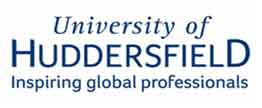 University of
HUDDERSFIELD
Inspiring global professionals